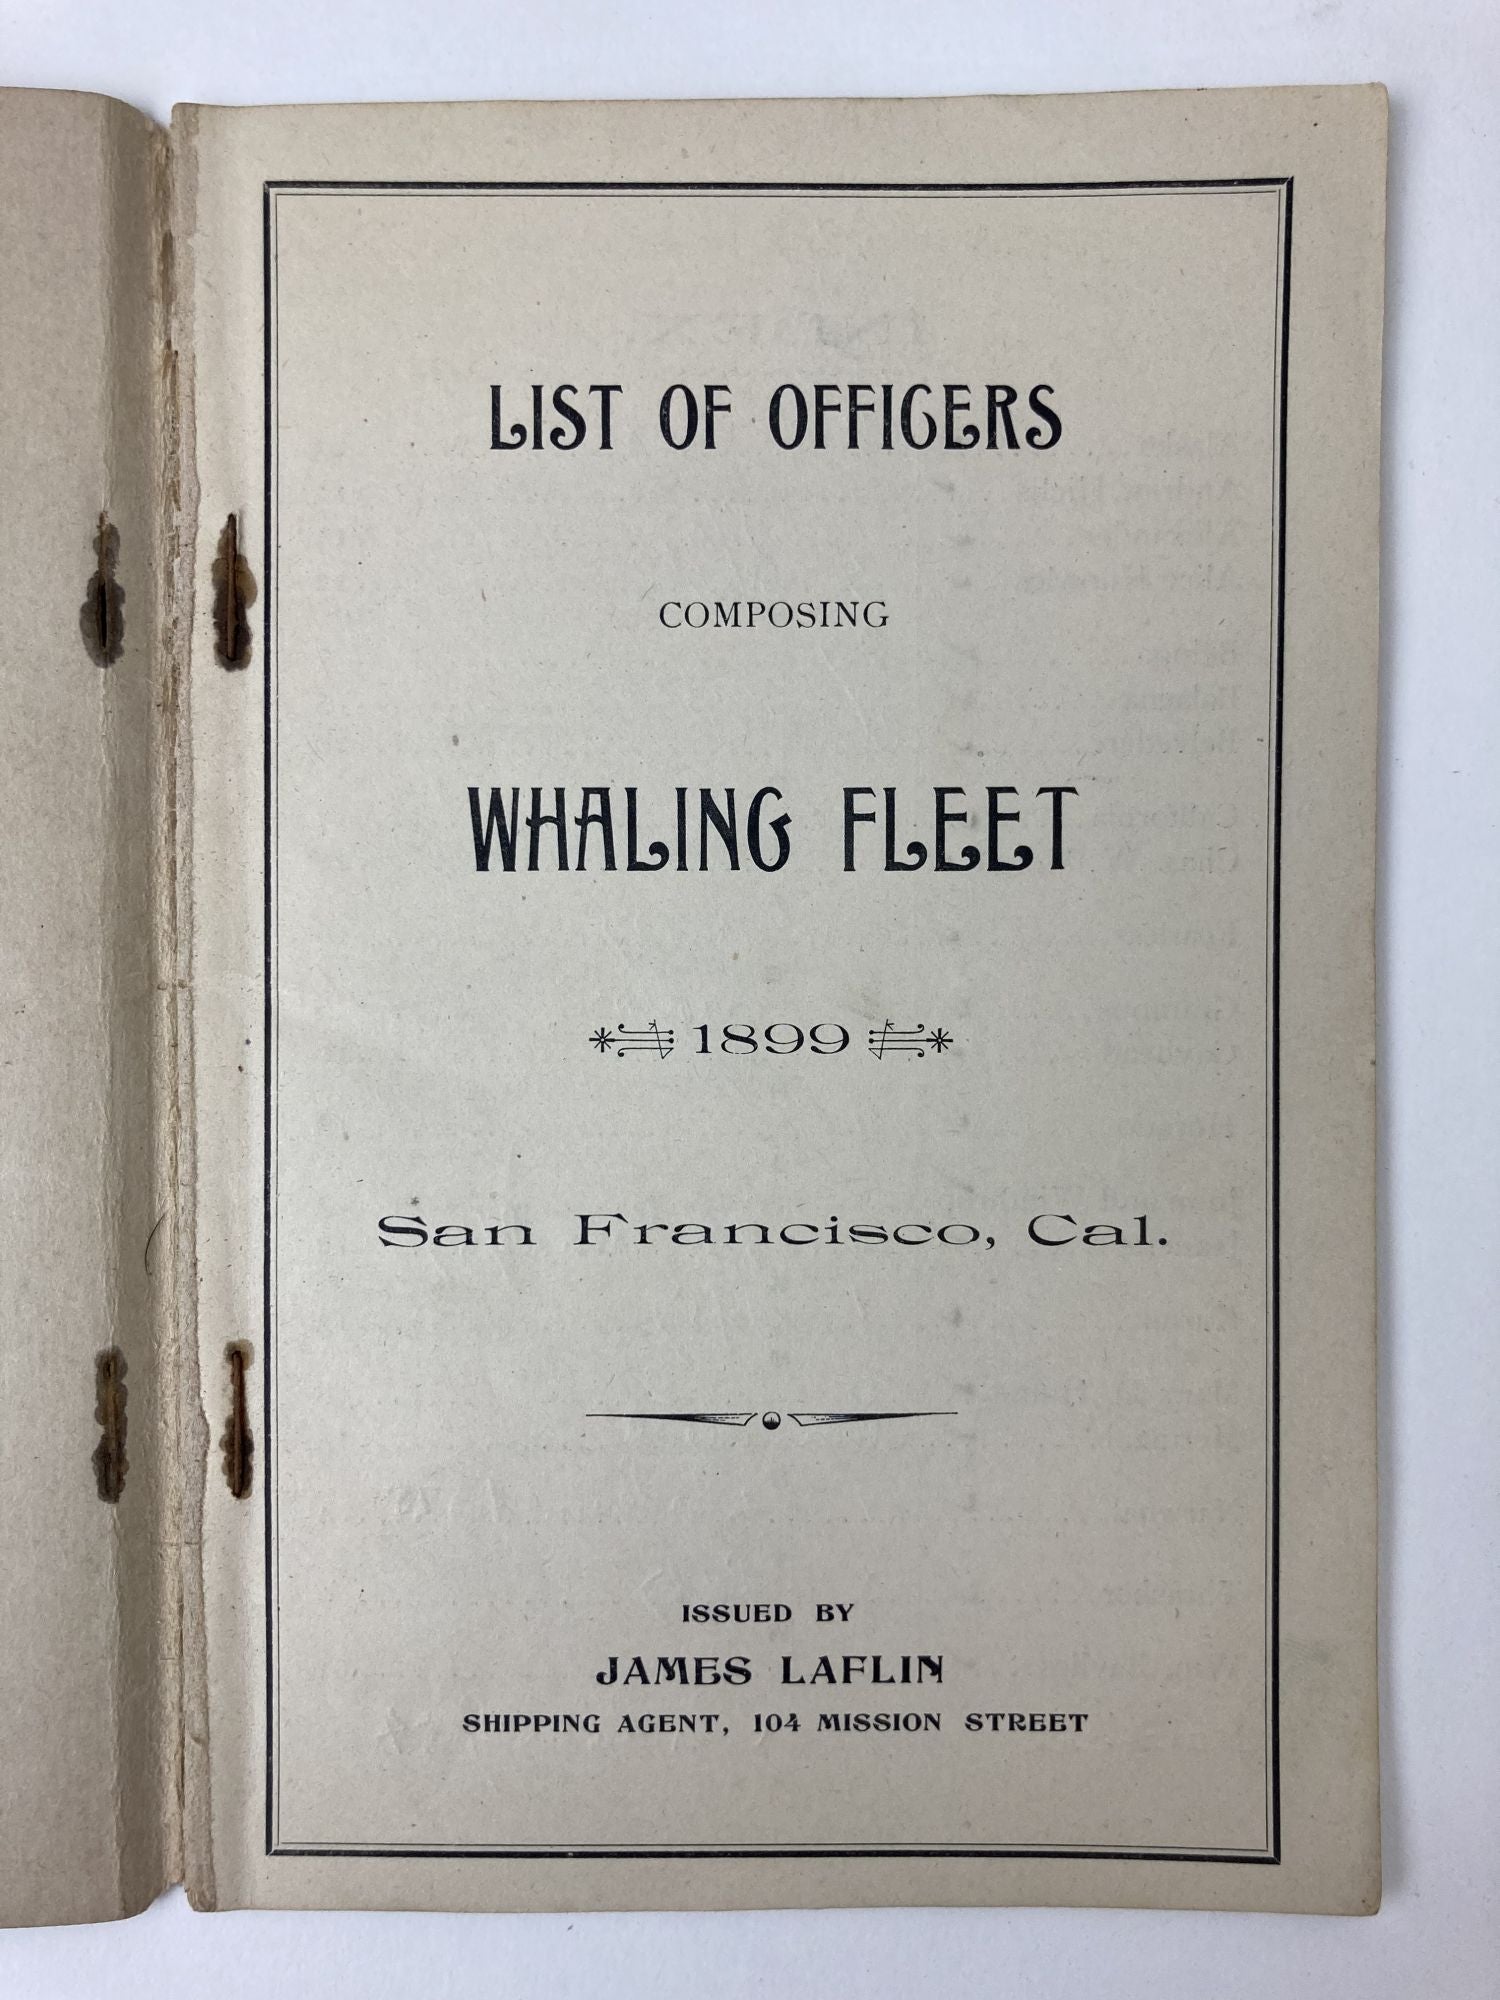 LIST OF OFFICERS
COMPOSING
WHALING FLEET
1899
San Francisco, Cal.
ISSUED BY
JAMES LAFLIN
SHIPPING AGENT, 104 MISSION STREET